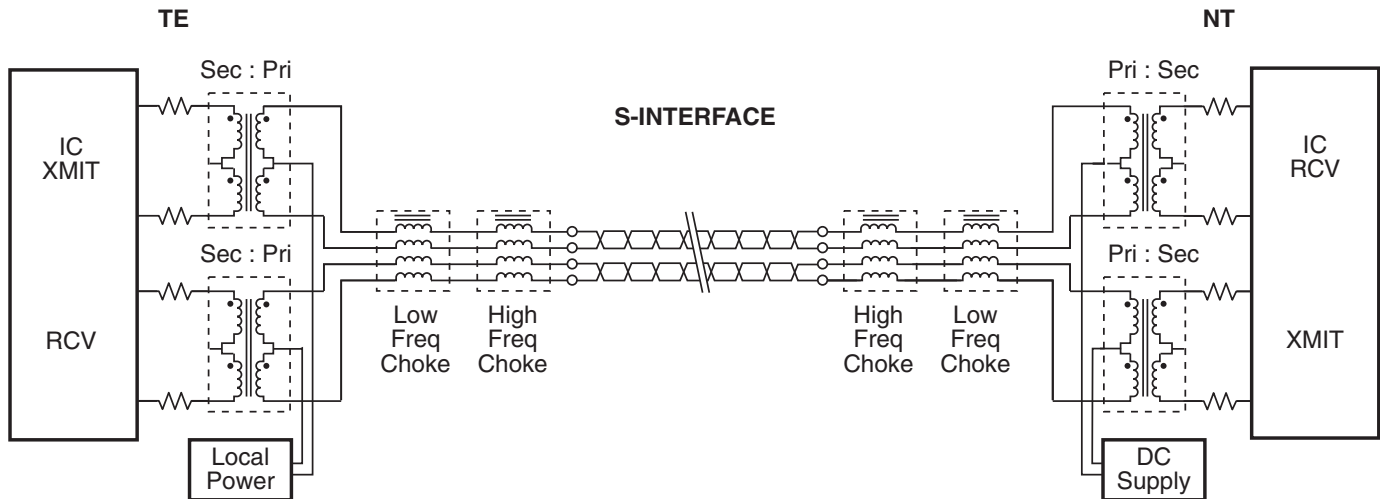 TE
NT
Sec : Pri
Pri : Sec
S-INTERFACE
IC
XMIT
IC
RCV
Sec : Pri
Pri : Sec
RCV
XMIT
Low
Freq
Choke
High
Freq
Choke
High
Freq
Choke
Low
Freq
Choke
Local
Power
DC
Supply